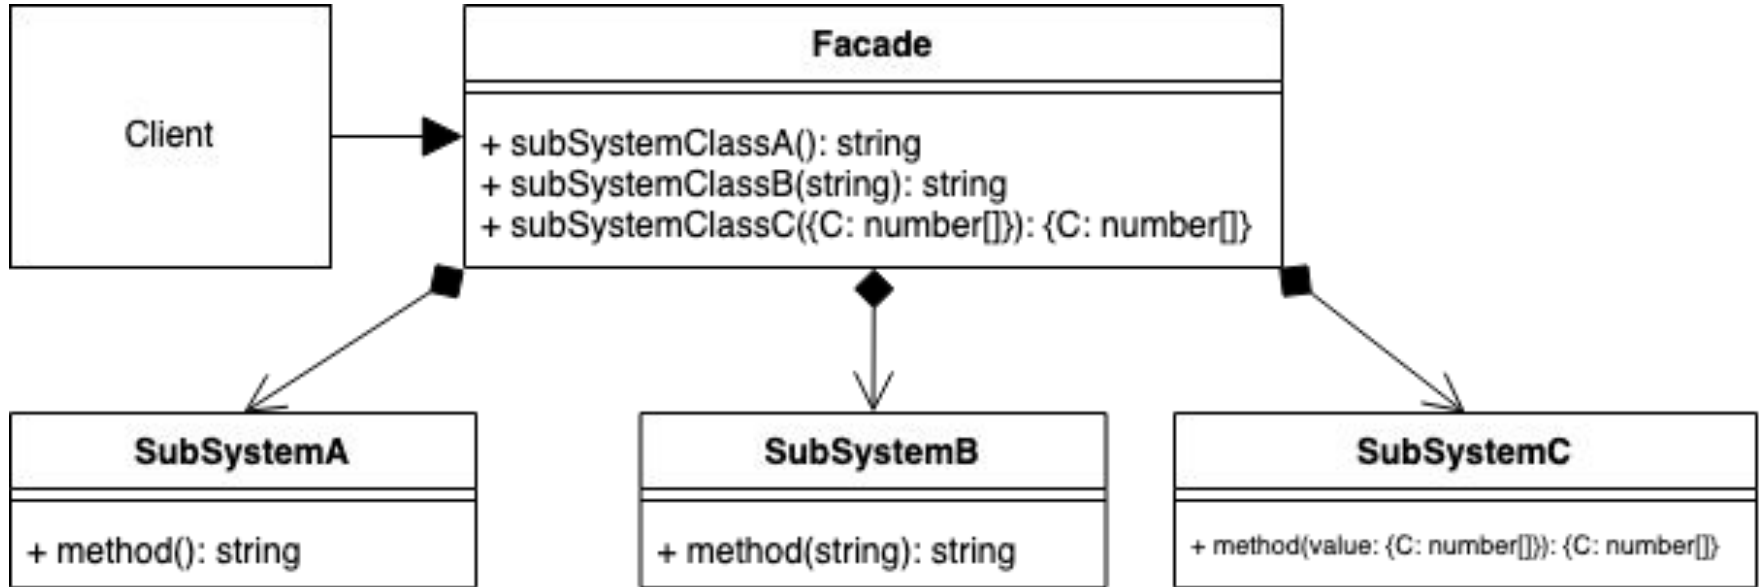 Client
Facade
+ subSystemClassA(): string
+ subSystemClassB(string): string
+ subSystemClassC({C: number[]}): {C: number[]}
SubSystemA
+ method(): string
SubSystemB
+ method(string): string
SubSystemC
+ method(value: {C: number[]}): {C: number[]}